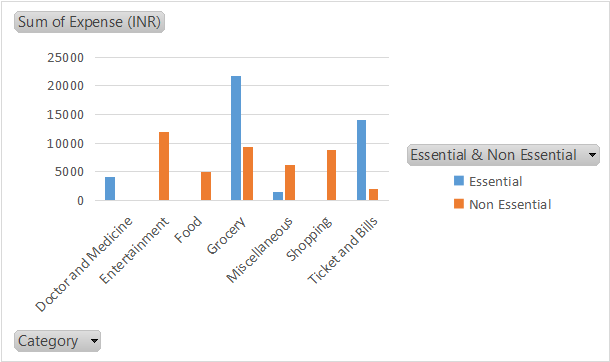 Sum of Expense (INR)
25000
20000
15000
10000
5000
0
Doctor and Medicine
Entertainment
Food
Grocery
Miscellaneous
Shopping
Ticket and Bills
Essential & Non Essential
Essential
Non Essential
Category